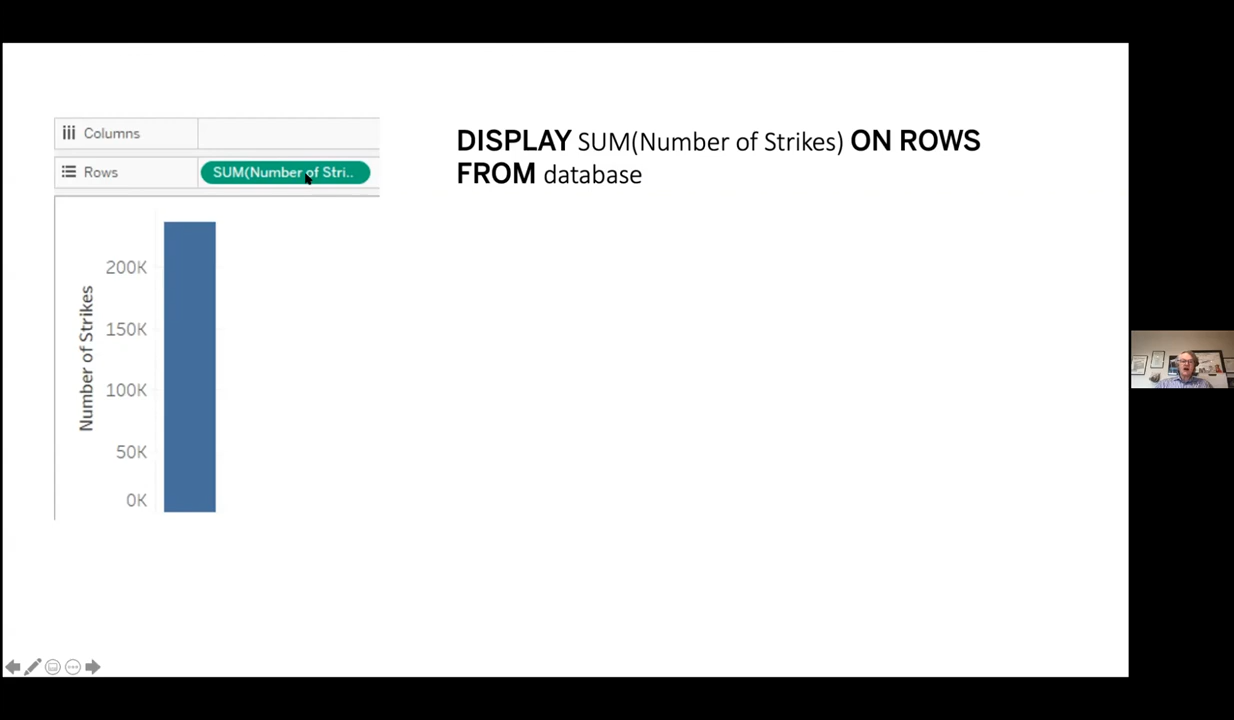 Columns
Rows
SUM(Number of Stri..
DISPLAY SUM(Number of Strikes) ON ROWS
FROM database
Number of Strikes
200K
150K
100K
50K
0K